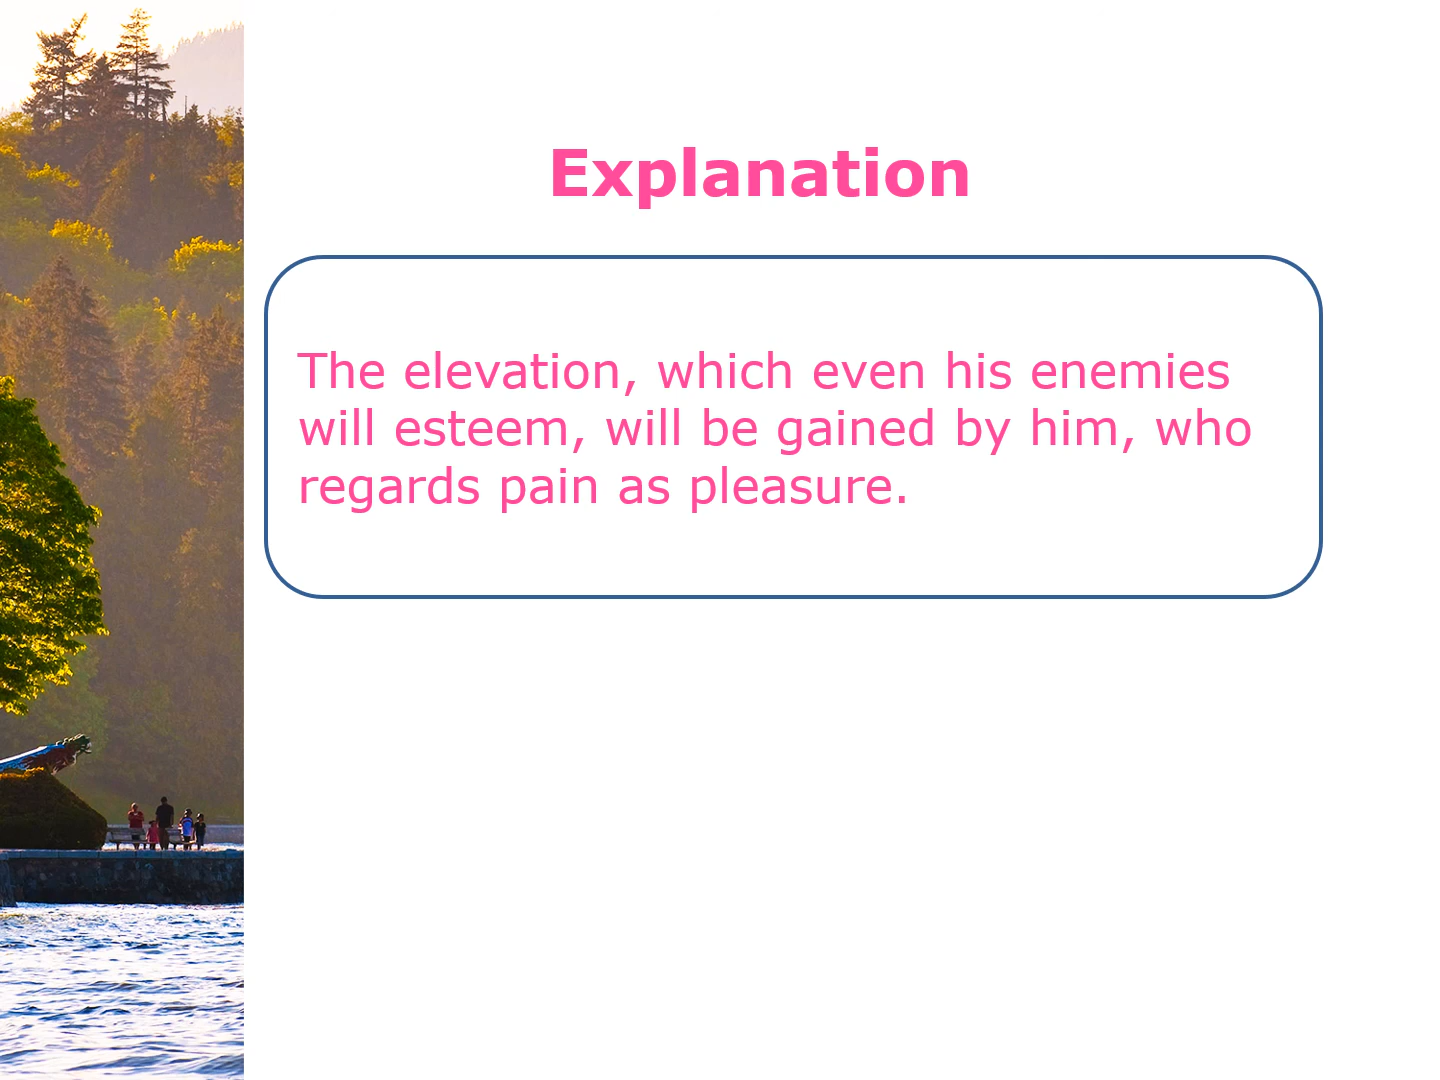 Explanation
The elevation, which even his enemies
will esteem, will be gained by him, who
regards pain as pleasure.